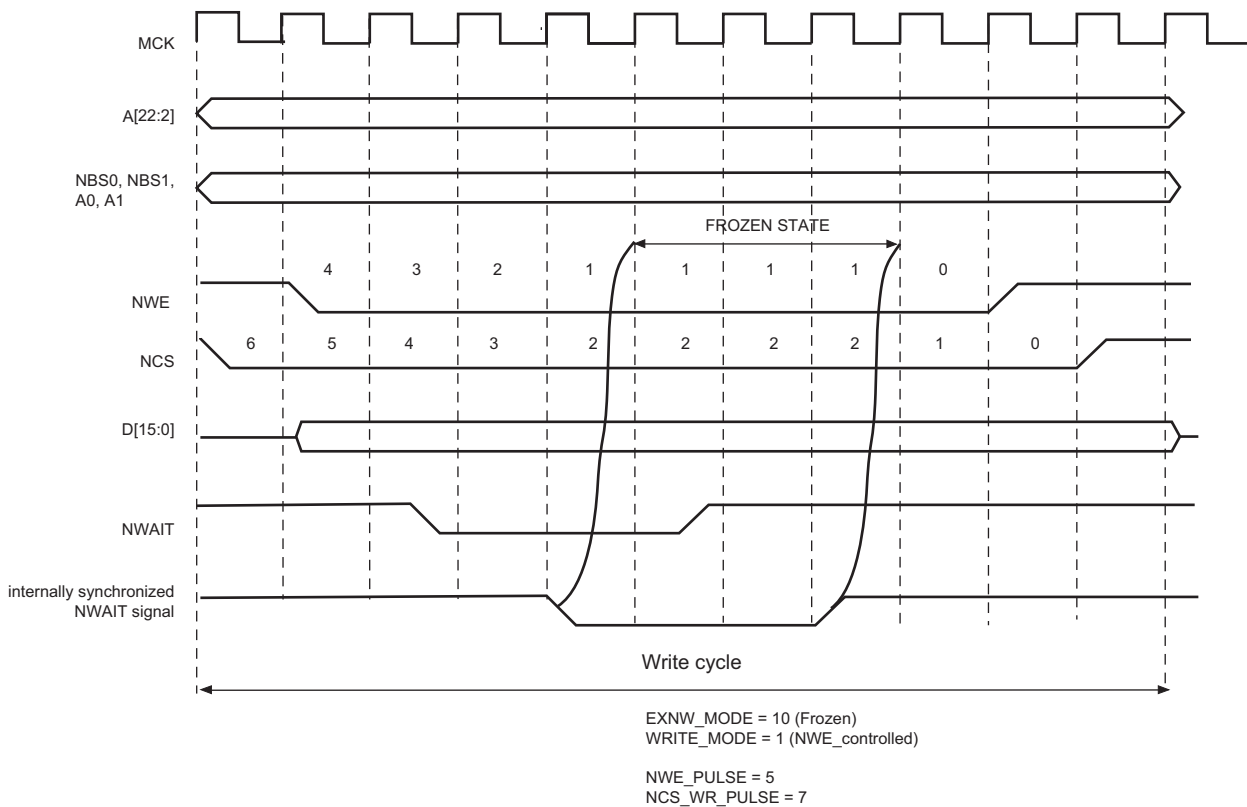 MCK
A[22:2]
NBS0, NBS1,
A0, A1
FROZEN STATE
4 3 2 1 1 1 1 0
NWE
6 5 4 3 2 2 2 2 1 0
NCS
D[15:0]
NWAIT
internally synchronized
NWAIT signal
Write cycle
EXNW_MODE = 10 (Frozen)
WRITE_MODE = 1 (NWE_controlled)
NWE_PULSE = 5
NCS_WR_PULSE = 7